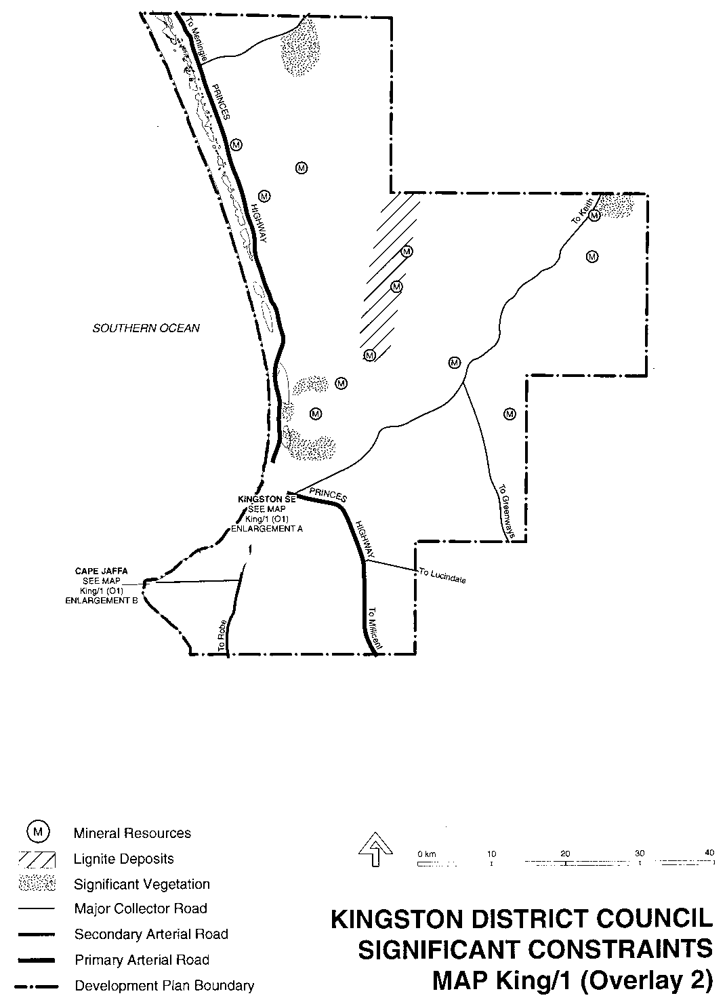 To Meningie
PRINCES
M
M
M
HIGHWAY
To Keith
M
M
M
M
SOUTHERN OCEAN
M
M
M
M
M
To Greenways
KINGSTON SE
SEE MAP
King/1 (O1)
ENLARGEMENT A
PRINCES
HIGHWAY
To Lucindale
CAPE JAFFA
SEE MAP
King/1 (O1)
ENLARGEMENT B
To Robe
To Millicent
M Mineral Resources
Lignite Deposits
Significant Vegetation
Major Collector Road
Secondary Arterial Road
Primary Arterial Road
Development Plan Boundary
0 km 10 20 30 40
KINGSTON DISTRICT COUNCIL
SIGNIFICANT CONSTRAINTS
MAP King/1 (Overlay 2)